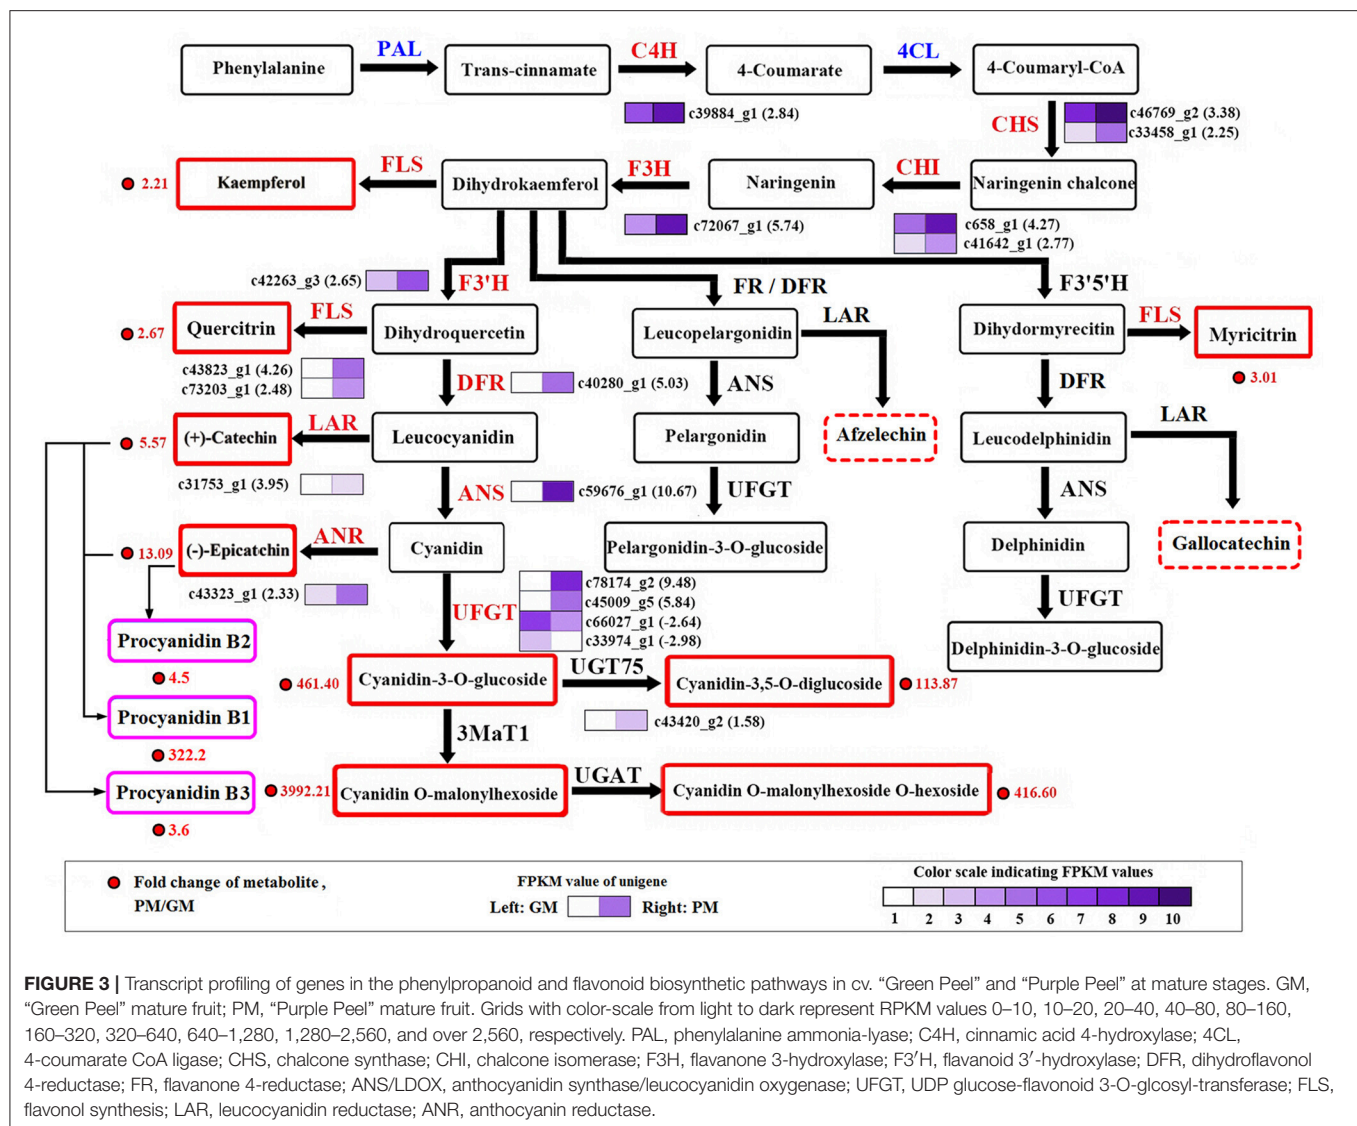 Phenylalanine
PAL
Trans-cinnamate
C4H
4-Coumarate
4CL
4-Coumaryl-CoA
c39884_g1 (2.84)
CHS
c46769_g2 (3.38)
c33458_g1 (2.25)
2.21
Kaempferol
FLS
Dihydrokaemferol
F3H
Naringenin
CHI
Naringenin chalcone
c72067_g1 (5.74)
c658_g1 (4.27)
c41642_g1 (2.77)
c42263_g3 (2.65)
F3'H
FR / DFR
F3'5'H
2.67
Quercitrin
FLS
Dihydroquercetin
Leucopelargonidin
LAR
Dihydormyrecitin
FLS
Myricitrin
3.01
c43823_g1 (4.26)
c73203_g1 (2.48)
DFR
c40280_g1 (5.03)
ANS
DFR
5.57
(+)-Catechin
LAR
Leucocyanidin
Pelargonidin
Afzelechin
Leucodelphinidin
LAR
c31753_g1 (3.95)
ANS
c59676_g1 (10.67)
UFGT
ANS
13.09
(-)-Epicatchin
ANR
Cyanidin
Pelargonidin-3-O-glucoside
Delphinidin
Gallocatechin
c43323_g1 (2.33)
UFGT
c78174_g2 (9.48)
c45009_g5 (5.84)
c66027_g1 (-2.64)
c33974_g1 (-2.98)
UFGT
Procyanidin B2
4.5
Delphinidin-3-O-glucoside
461.40
Cyanidin-3-O-glucoside
UGT75
Cyanidin-3,5-O-diglucoside
113.87
c43420_g2 (1.58)
Procyanidin B1
322.2
3MaT1
Procyanidin B3
3.6
3992.21
Cyanidin O-malonylhexoside
UGAT
Cyanidin O-malonylhexoside O-hexoside
416.60
Fold change of metabolite ,
PM/GM
FPKM value of unigene
Left: GM
Right: PM
Color scale indicating FPKM values
1 2 3 4 5 6 7 8 9 10
FIGURE 3 | Transcript profiling of genes in the phenylpropanoid and flavonoid biosynthetic pathways in cv. “Green Peel” and “Purple Peel” at mature stages. GM,
“Green Peel” mature fruit; PM, “Purple Peel” mature fruit. Grids with color-scale from light to dark represent RPKM values 0–10, 10–20, 20–40, 40–80, 80–160,
160–320, 320–640, 640–1,280, 1,280–2,560, and over 2,560, respectively. PAL, phenylalanine ammonia-lyase; C4H, cinnamic acid 4-hydroxylase; 4CL,
4-coumarate CoA ligase; CHS, chalcone synthase; CHI, chalcone isomerase; F3H, flavanone 3-hydroxylase; F3′H, flavanoid 3′-hydroxylase; DFR, dihydroflavonol
4-reductase; FR, flavanone 4-reductase; ANS/LDOX, anthocyanidin synthase/leucocyanidin oxygenase; UFGT, UDP glucose-flavonoid 3-O-glcosyl-transferase; FLS,
flavonol synthesis; LAR, leucocyanidin reductase; ANR, anthocyanin reductase.